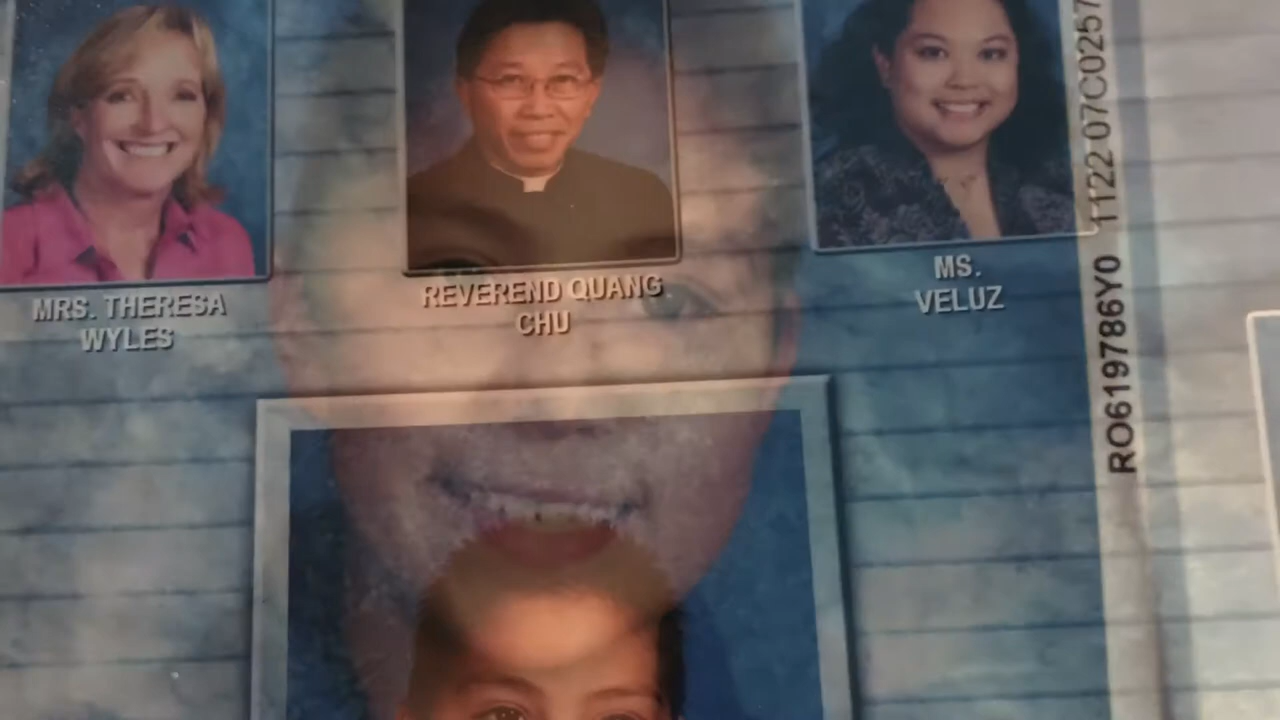 MRS. THERESA
WYLES
REVEREND QUANG
CHU
MS.
VELUZ
RO619786Y0 1122 07C0257